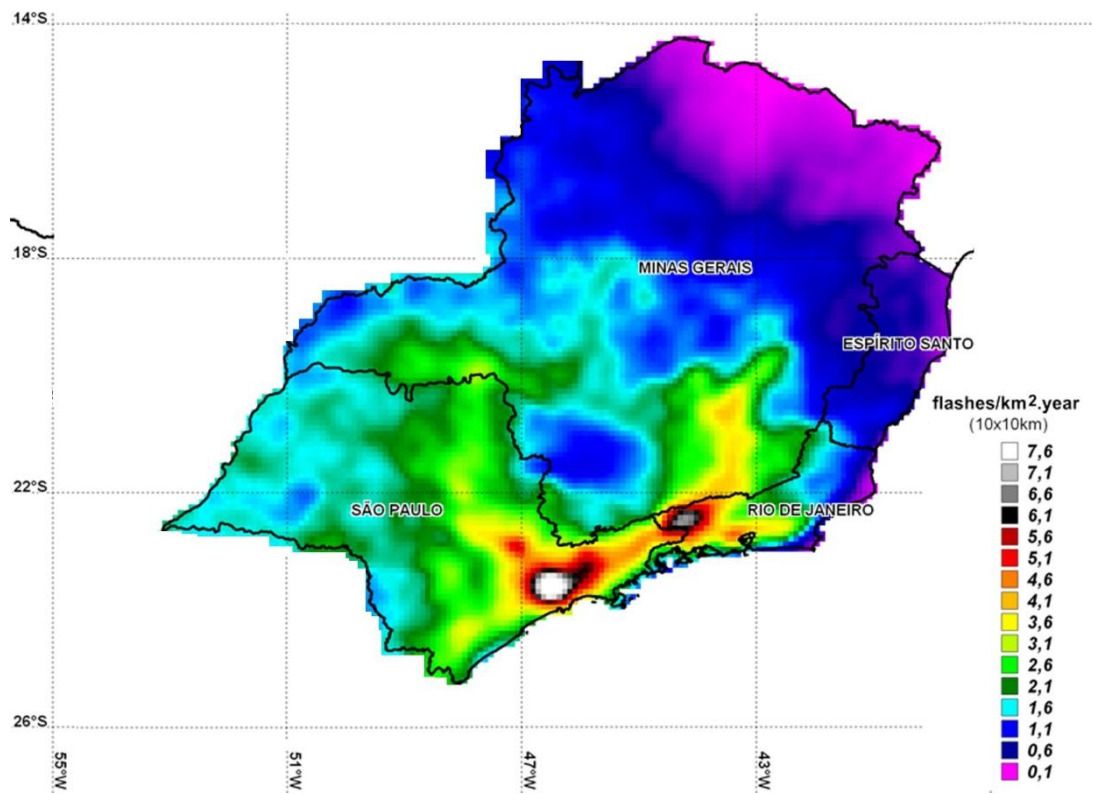 14°S
18°S
MINAS GERAIS
ESPÍRITO SANTO
flashes/km².year
(10x10km)
7,6
7,1
6,6
6,1
5,6
5,1
4,6
4,1
3,6
3,1
2,6
2,1
1,6
1,1
0,6
0,1
22°S
SÃO PAULO
RIO DE JANEIRO
26°S
55°W
51°W
47°W
43°W